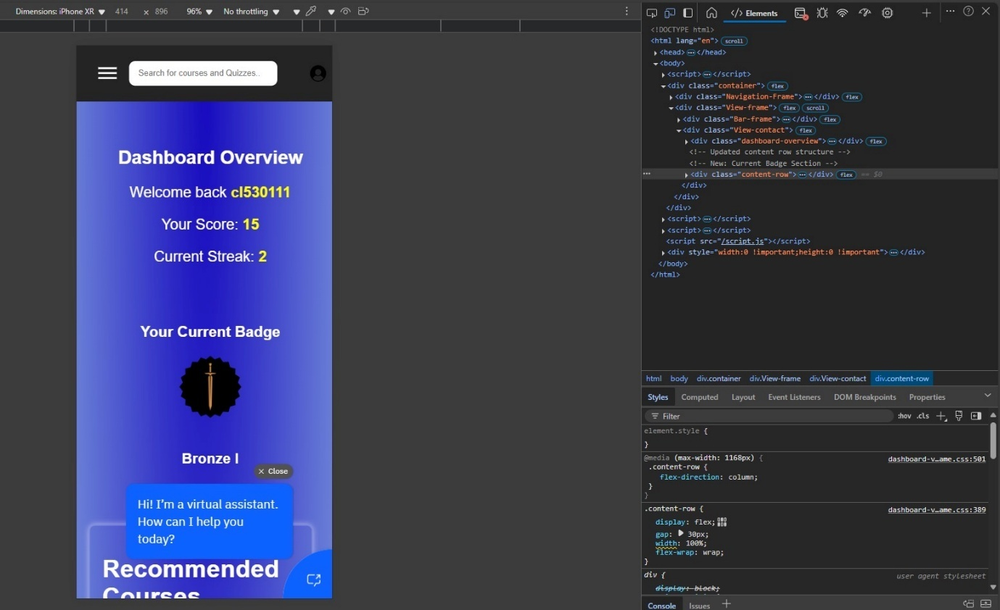 Dimensions: iPhone XR ▼ 414 × 896 96% ▼ No throttling ▼
Search for courses and Quizzes..
Dashboard Overview
Welcome back cl530111
Your Score: 15
Current Streak: 2
Your Current Badge
Bronze I
× Close
Hi! I'm a virtual assistant.
How can I help you
today?
Recommended
Courses
</> Elements
<!DOCTYPE html>
<html lang="en"> scroll
<head> ••• </head>
<body>
<script> ••• </script>
<div class="container"> flex
<div class="Navigation-Frame"> ••• </div> flex
<div class="View-frame"> flex scroll
<div class="Bar-frame"> ••• </div> flex
<div class="View-contact"> flex
<div class="dashboard-overview"> ••• </div> flex
<!-- Updated content row structure -->
<!-- New: Current Badge Section -->
••• <div class="content-row"> ••• </div> flex == $0
</div>
</div>
</div>
<script> ••• </script>
<script> ••• </script>
<script src="/script.js"></script>
<div style="width:0 !important;height:0 !important"> ••• </div>
</body>
</html>
html body div.container div.View-frame div.View-contact div.content-row
Styles Computed Layout Event Listeners DOM Breakpoints Properties
Filter :hov .cls
element.style {
}
@media (max-width: 1168px) { dashboard-v…ame.css:501
.content-row {
flex-direction: column;
}
}
.content-row { dashboard-v…ame.css:389
display: flex;
gap: ▶ 30px;
width: 100%;
flex-wrap: wrap;
}
div { user agent stylesheet
display: block;
Console Issues